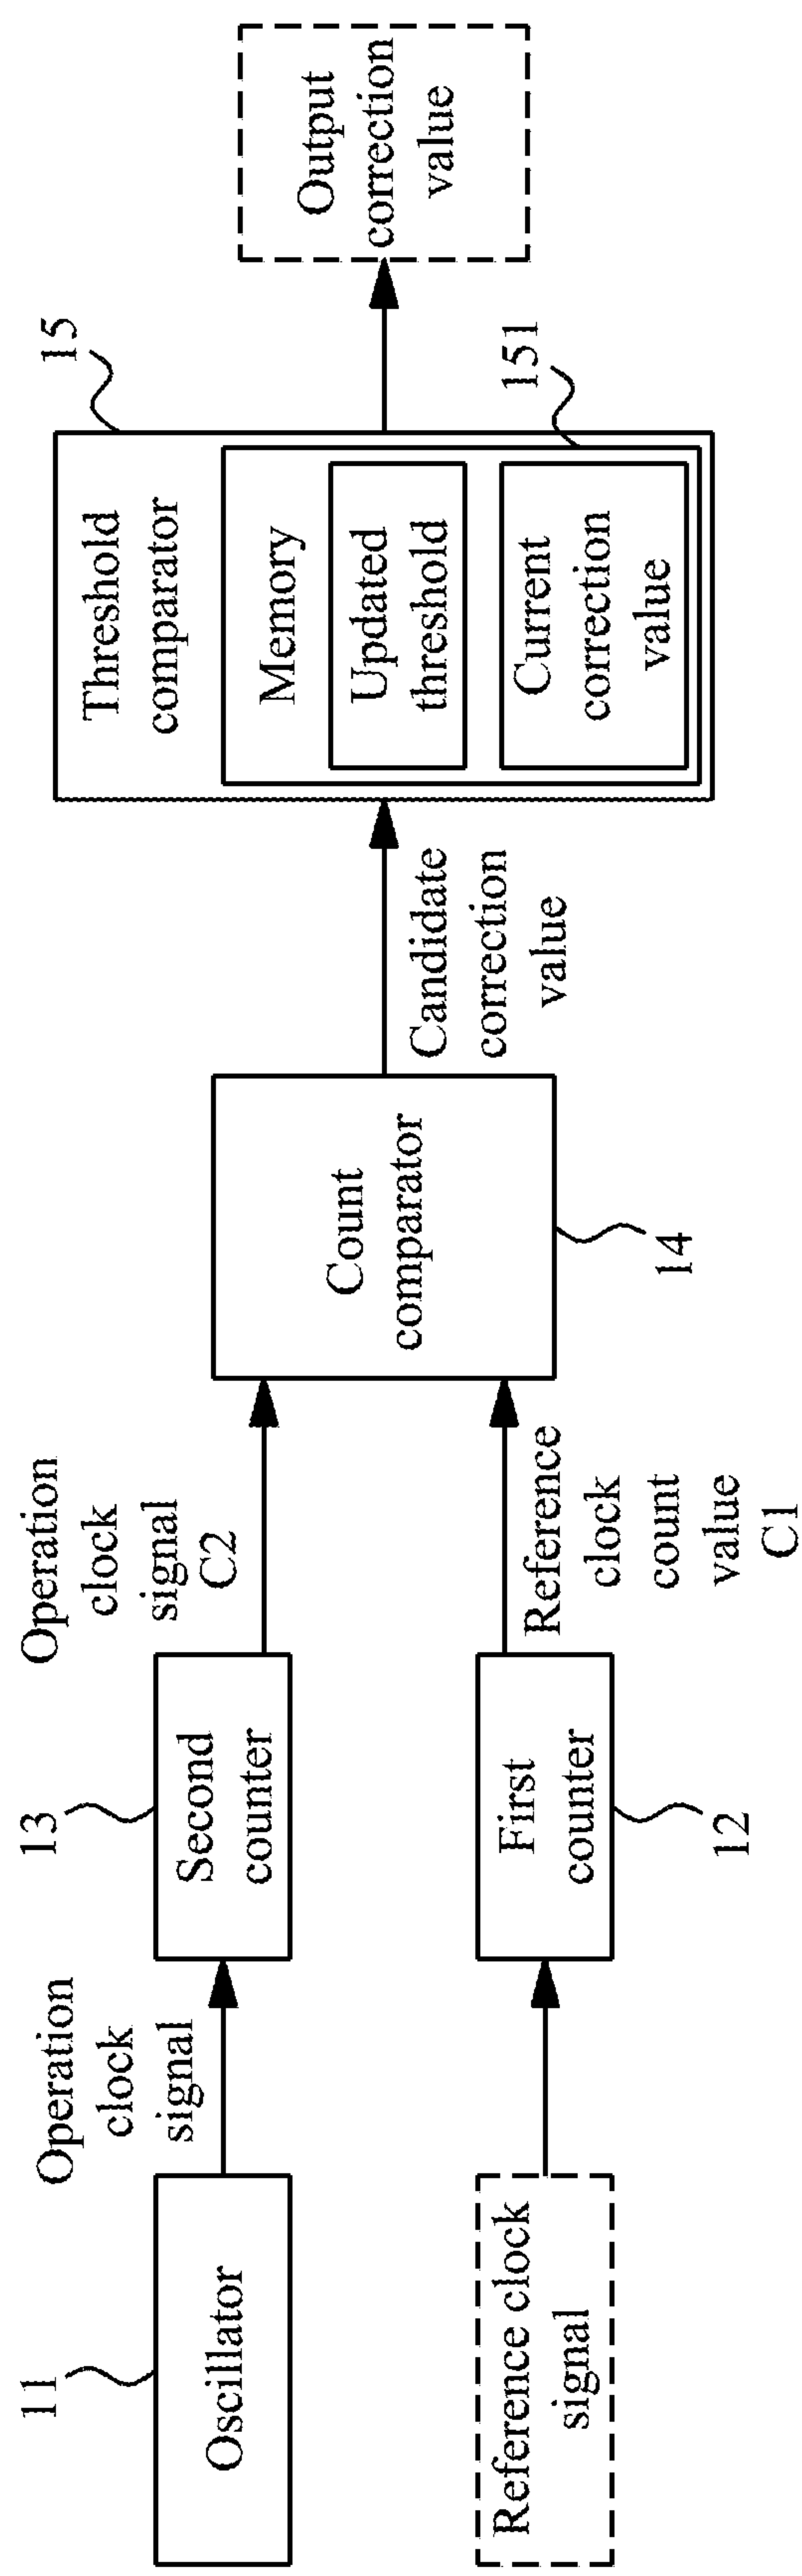 11
Oscillator
Operation
clock
signal
13
Second
counter
Operation
clock
signal
C2
Reference clock
signal
First
counter
12
Reference
clock
count
value
C1
Count
comparator
14
Candidate
correction
value
15
Threshold
comparator
Memory
Updated
threshold
Current
correction
value
151
Output
correction
value